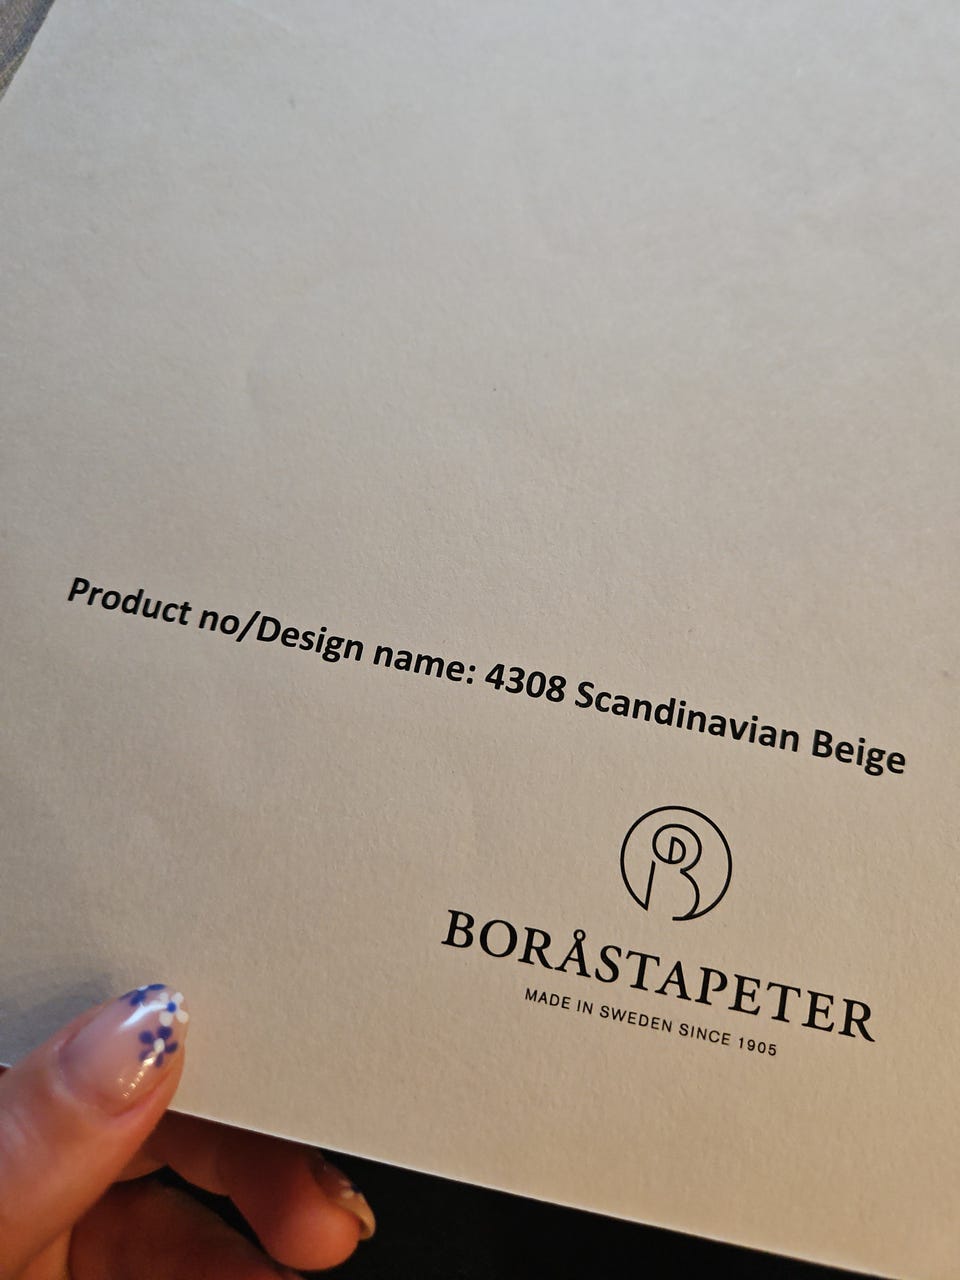 Product no/Design name: 4308 Scandinavian Beige
BORÅSTAPETER
MADE IN SWEDEN SINCE 1905